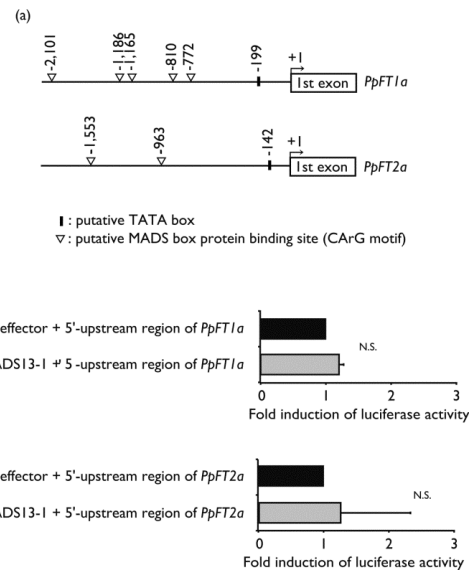 (a)
-2,101
-1,186
-1,165
-810
-772
-199
+1
1st exon
PpFT1a
-1,553
-963
-142
+1
1st exon
PpFT2a
: putative TATA box
: putative MADS box protein binding site (CArG motif)
effector + 5'-upstream region of PpFT1a
ADS13-1 +' 5 -upstream region of PpFT1a
N.S.
0 1 2 3
Fold induction of luciferase activity
effector + 5'-upstream region of PpFT2a
ADS13-1 + 5'-upstream region of PpFT2a
N.S.
0 1 2 3
Fold induction of luciferase activity